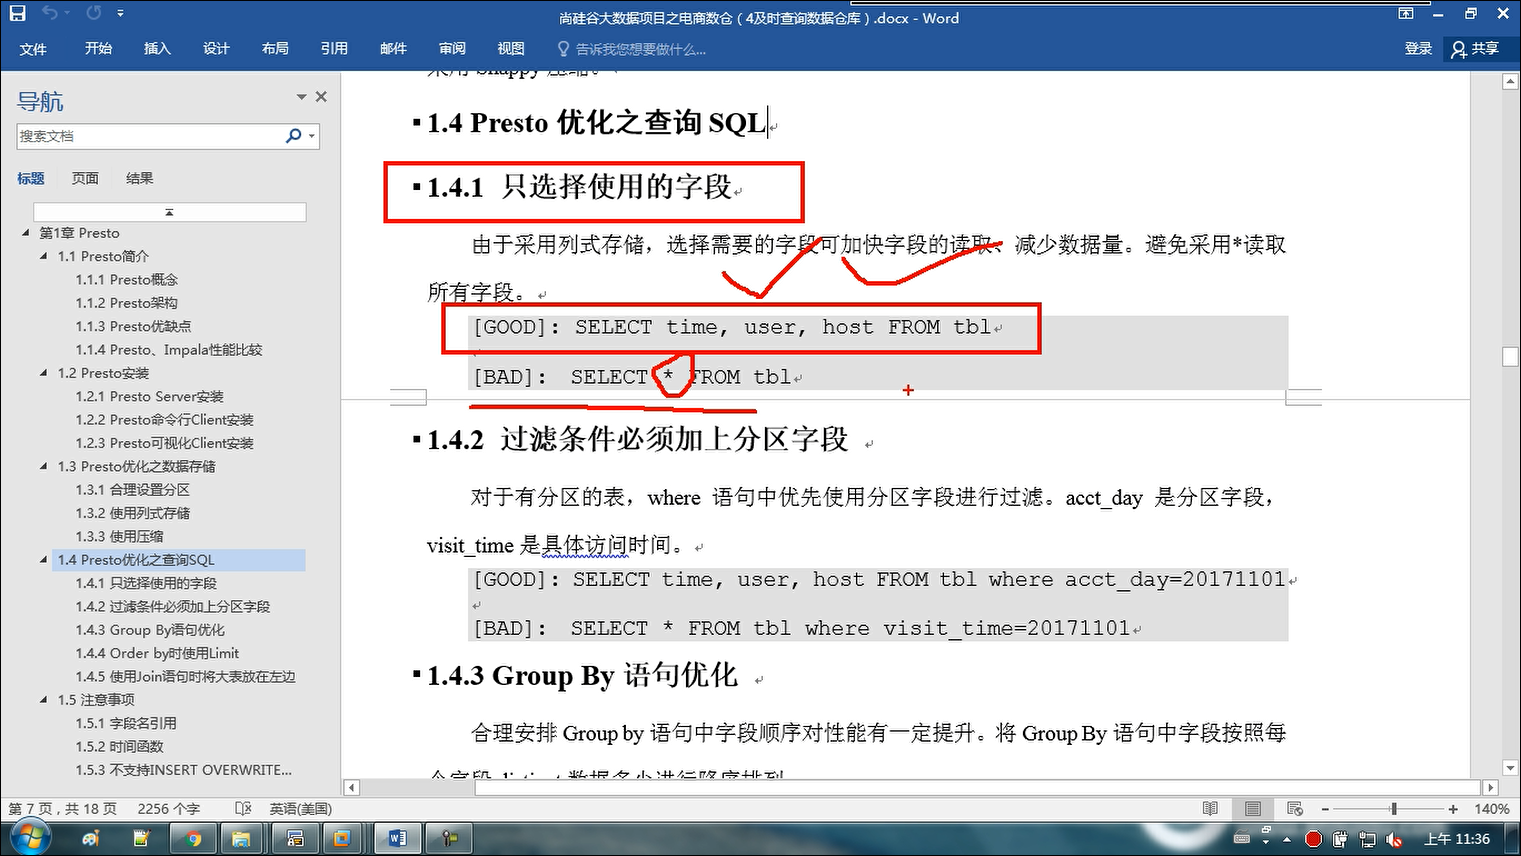 尚硅谷大数据项目之电商数仓（4及时查询数据仓库）.docx - Word
文件 开始 插入 设计 布局 引用 邮件 审阅 视图 告诉我您想要做什么... 登录 共享
导航
搜索文档
标题 页面 结果
第1章 Presto
1.1 Presto简介
1.1.1 Presto概念
1.1.2 Presto架构
1.1.3 Presto优缺点
1.1.4 Presto、Impala性能比较
1.2 Presto安装
1.2.1 Presto Server安装
1.2.2 Presto命令行Client安装
1.2.3 Presto可视化Client安装
1.3 Presto优化之数据存储
1.3.1 合理设置分区
1.3.2 使用列式存储
1.3.3 使用压缩
1.4 Presto优化之查询SQL
1.4.1 只选择使用的字段
1.4.2 过滤条件必须加上分区字段
1.4.3 Group By语句优化
1.4.4 Order by时使用Limit
1.4.5 使用Join语句时将大表放在左边
1.5 注意事项
1.5.1 字段名引用
1.5.2 时间函数
1.5.3 不支持INSERT OVERWRITE...
采用 Snappy 压缩。
1.4 Presto 优化之查询 SQL
1.4.1 只选择使用的字段
由于采用列式存储，选择需要的字段可加快字段的读取、减少数据量。避免采用*读取
所有字段。
[GOOD]: SELECT time, user, host FROM tbl
[BAD]: SELECT * FROM tbl
1.4.2 过滤条件必须加上分区字段
对于有分区的表，where 语句中优先使用分区字段进行过滤。acct_day 是分区字段，
visit_time 是具体访问时间。
[GOOD]: SELECT time, user, host FROM tbl where acct_day=20171101
[BAD]: SELECT * FROM tbl where visit_time=20171101
1.4.3 Group By 语句优化
合理安排 Group by 语句中字段顺序对性能有一定提升。将 Group By 语句中字段按照每
个字段 distinct 数据多少进行降序排列
第 7 页，共 18 页 2256 个字 英语(美国) 140%
上午 11:36